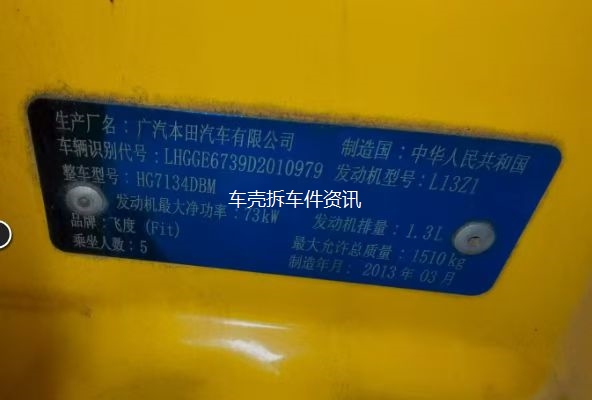 生产厂名：广汽本田汽车有限公司 制造国：中华人民共和国
车辆识别代号：LHGGE6739D2010979 发动机型号：L13Z1
整车型号：HG7134DBM
车壳拆车件资讯
发动机最大净功率：73kW 发动机排量：1.3L
品牌：飞度 (Fit) 最大允许总质量：1510kg
乘坐人数：5 制造年月：2013年03月